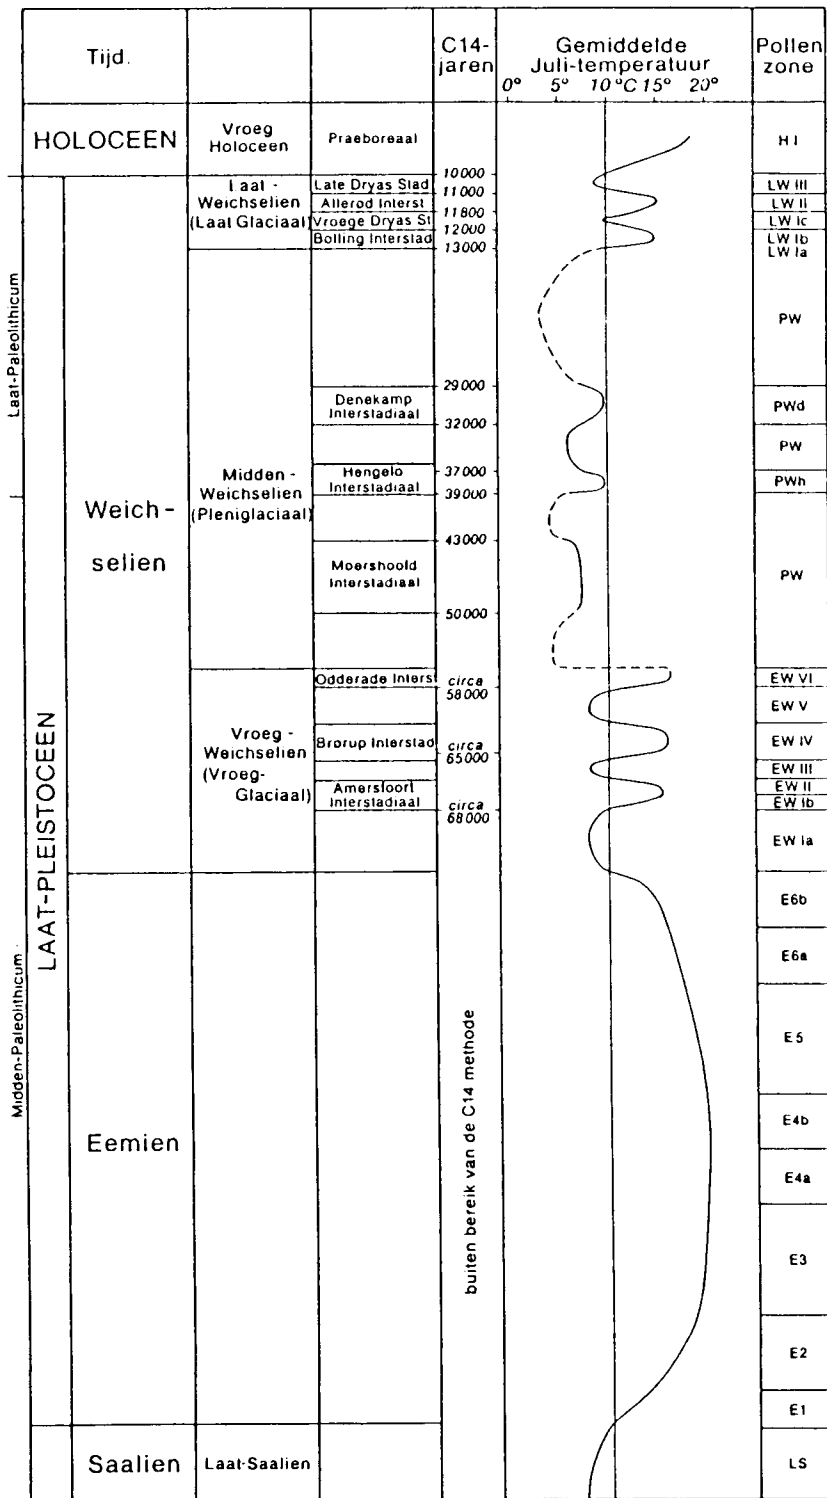 Tijd.
C14-
jaren
Gemiddelde
Juli-temperatuur
0° 5° 10°C 15° 20°
Pollen
zone
HOLOCEEN
Vroeg
Holoceen
Praeboreaal
H I
10000
Laat-
Weichselien
(Laat Glaciaal)
Late Dryas Stad
LW III
11000
Allerød Interst
LW II
11800
Vroege Dryas St
LW Ic
12000
Bølling Interstad
LW Ib
13000
LW Ia
Laat-Paleolithicum
PW
29000
Denekamp
Interstadiaal
PWd
32000
PW
37000
Hengelo
Interstadiaal
PWh
39000
Midden-
Weichselien
(Pleniglaciaal)
Weich-
selien
43000
Moershoofd
Interstadiaal
PW
50000
Odderade Interst
EW VI
circa
58000
EW V
Vroeg-
Weichselien
(Vroeg-
Glaciaal)
Brørup Interstad
EW IV
circa
65000
EW III
EW II
Amersfoort
Interstadiaal
EW Ib
circa
68000
EW Ia
LAAT-PLEISTOCEEN
Midden-Paleolithicum
E6b
E6a
E5
buiten bereik van de C14 methode
Eemien
E4b
E4a
E3
E2
E1
Saalien
Laat-Saalien
LS